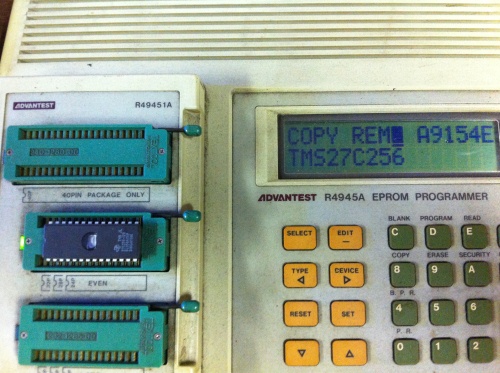 ADVANTEST R49451A
40PIN PACKAGE ONLY
EVEN
COPY REM A9154E
TMS27C256
ADVANTEST R4945A EPROM PROGRAMMER
SELECT EDIT
–
BLANK PROGRAM READ
C D E
TYPE DEVICE
COPY ERASE SECURITY
8 9 A
RESET SET
B. P. R.
4 5 6
P. R.
0 1 2